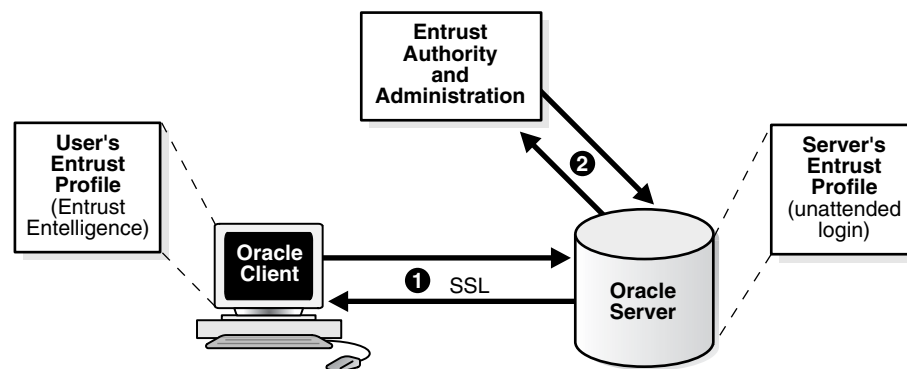 Entrust
Authority
and
Administration
User's
Entrust
Profile
(Entrust
Entelligence)
Server's
Entrust
Profile
(unattended
login)
2
Oracle
Client
1 SSL
Oracle
Server